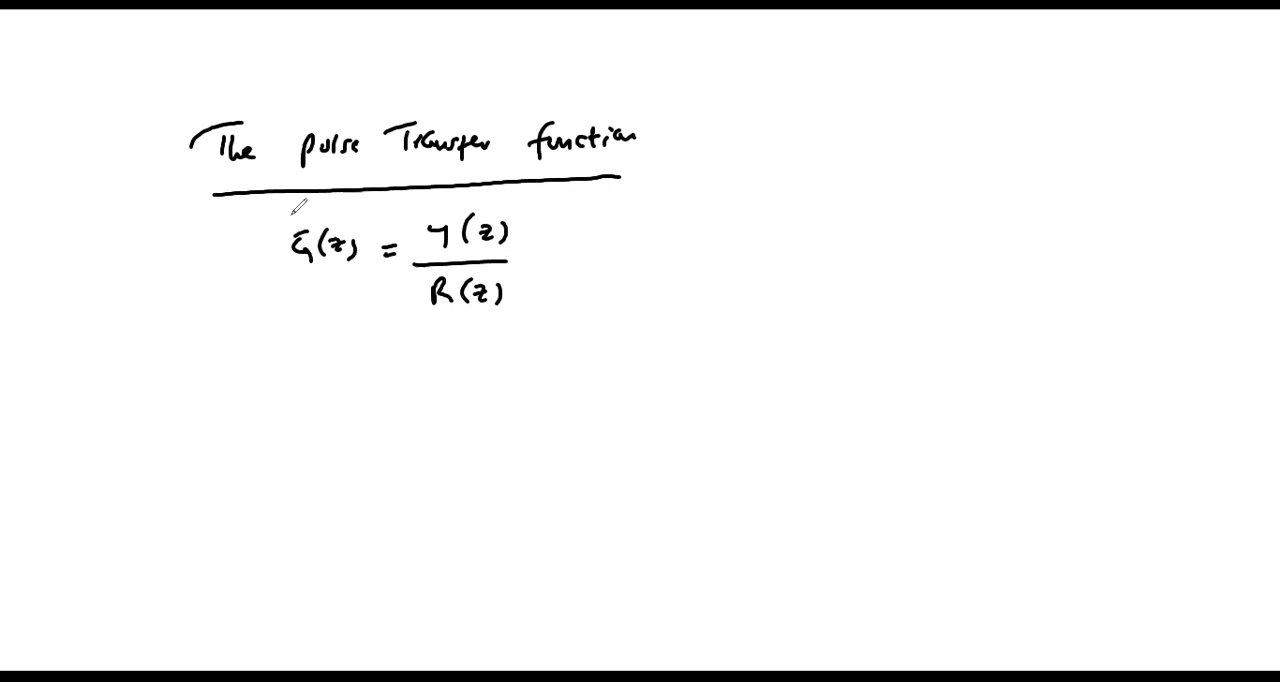 The pulse Transfer function
G(z) = Y(z) / R(z)